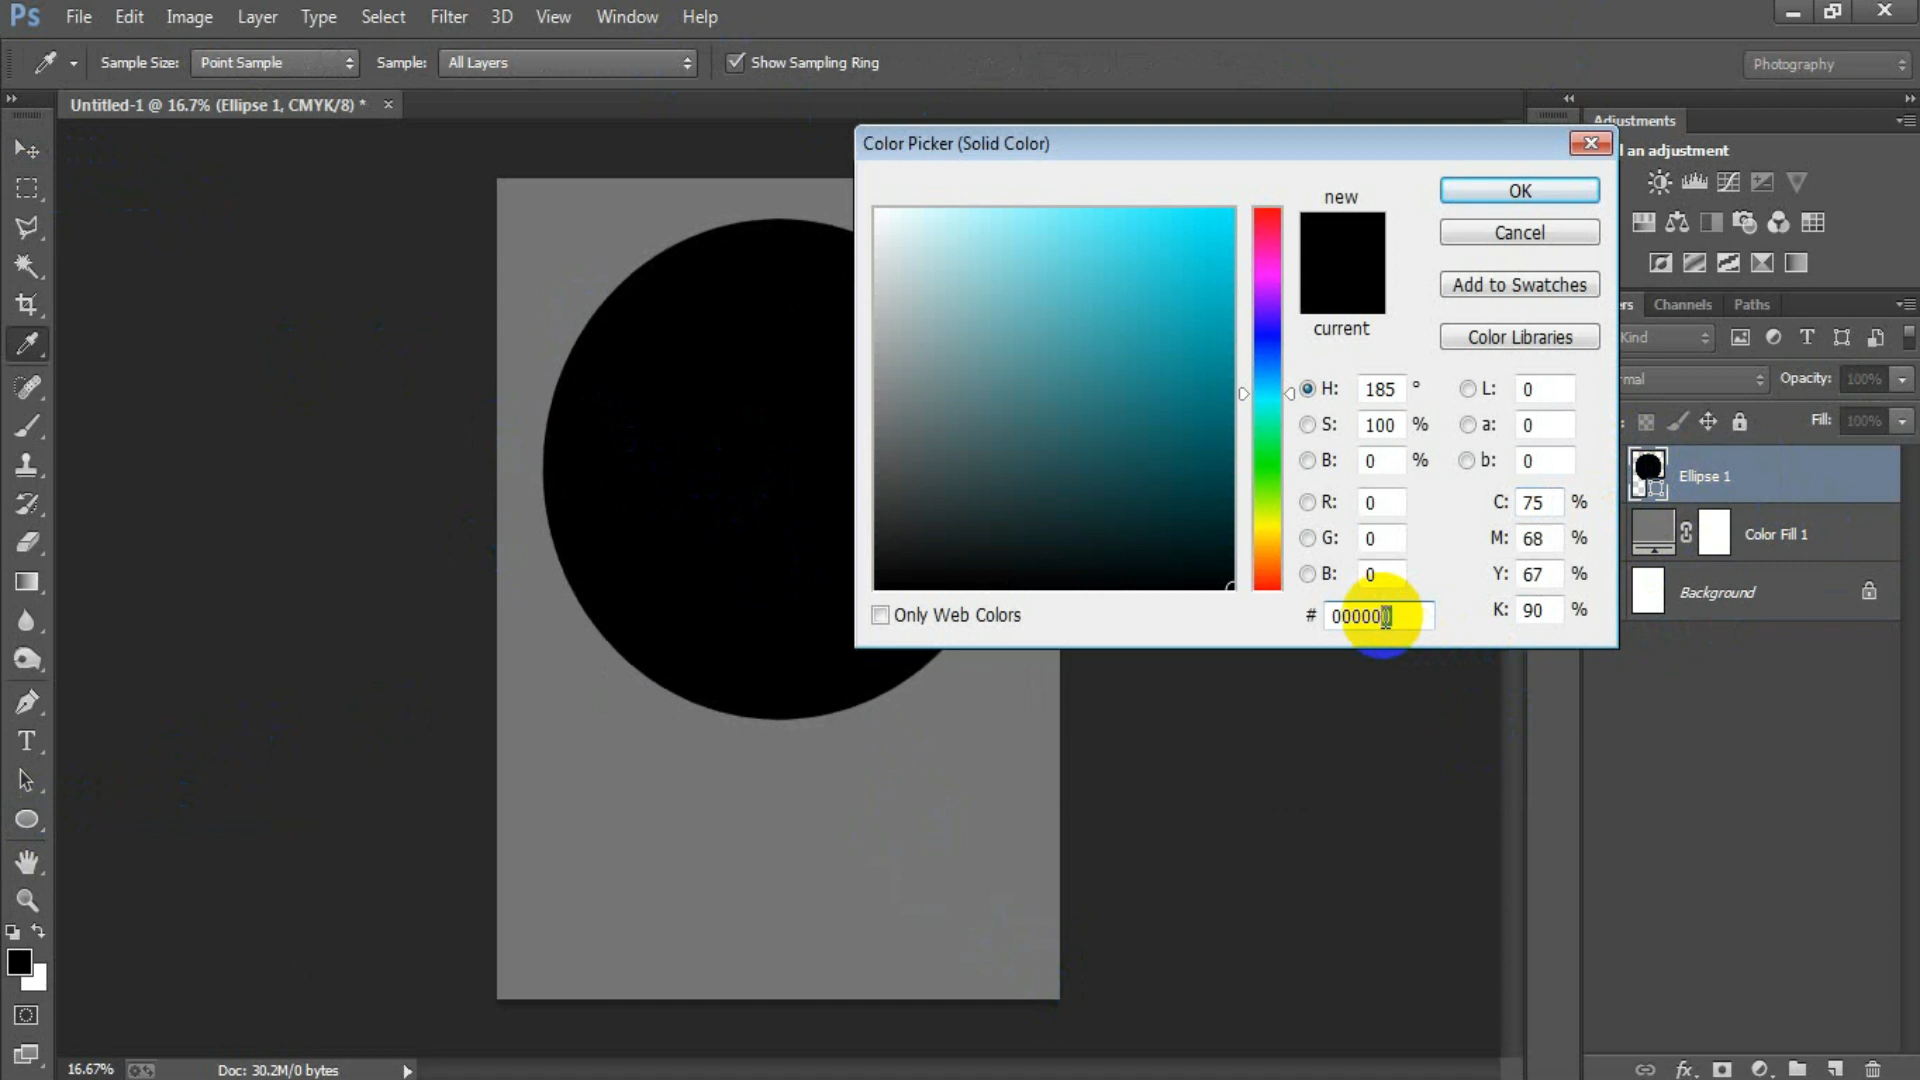 Ps File Edit Image Layer Type Select Filter 3D View Window Help
Sample Size: Point Sample Sample: All Layers Show Sampling Ring Photography
Untitled-1 @ 16.7% (Ellipse 1, CMYK/8) * ×
Adjustments
an adjustment
Color Picker (Solid Color)
new
current
OK
Cancel
Add to Swatches
Color Libraries
H: 185 °
S: 100 %
B: 0 %
R: 0
G: 0
B: 0
# 000000
L: 0
a: 0
b: 0
C: 75 %
M: 68 %
Y: 67 %
K: 90 %
Only Web Colors
Channels Paths
Kind
Opacity: 100%
Fill: 100%
Ellipse 1
Color Fill 1
Background
16.67% Doc: 30.2M/0 bytes